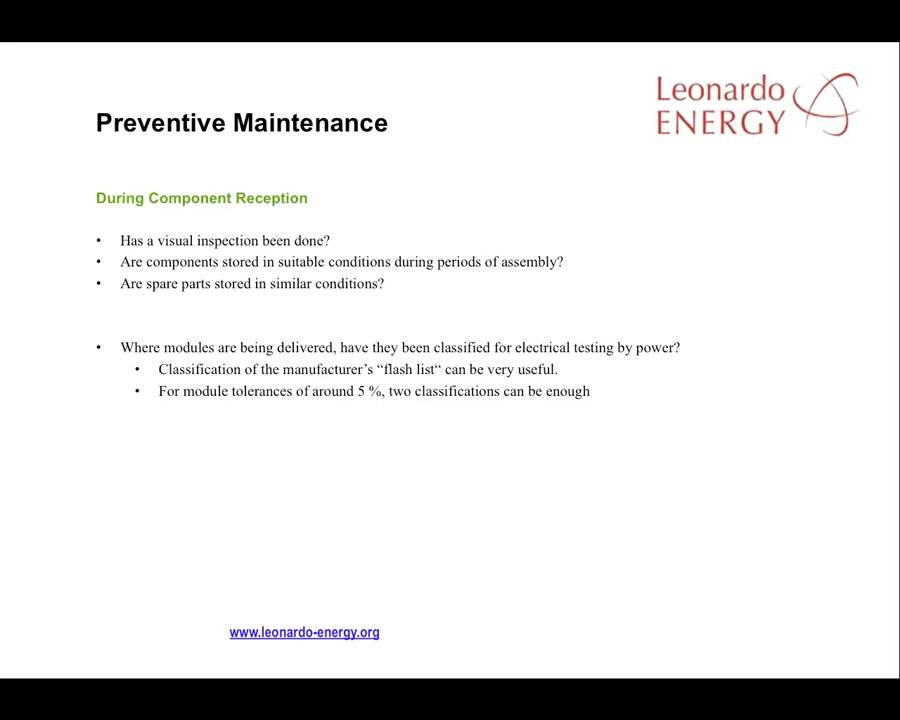 Leonardo
ENERGY
Preventive Maintenance
During Component Reception
• Has a visual inspection been done?
• Are components stored in suitable conditions during periods of assembly?
• Are spare parts stored in similar conditions?
• Where modules are being delivered, have they been classified for electrical testing by power?
• Classification of the manufacturer’s “flash list“ can be very useful.
• For module tolerances of around 5 %, two classifications can be enough
www.leonardo-energy.org